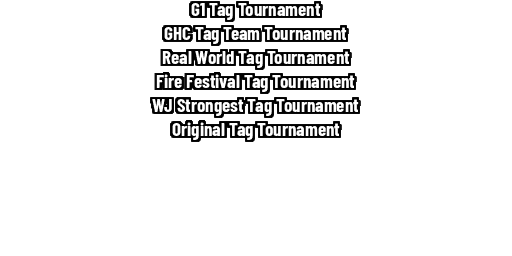 G1 Tag Tournament
GHC Tag Team Tournament
Real World Tag Tournament
Fire Festival Tag Tournament
WJ Strongest Tag Tournament
Original Tag Tournament